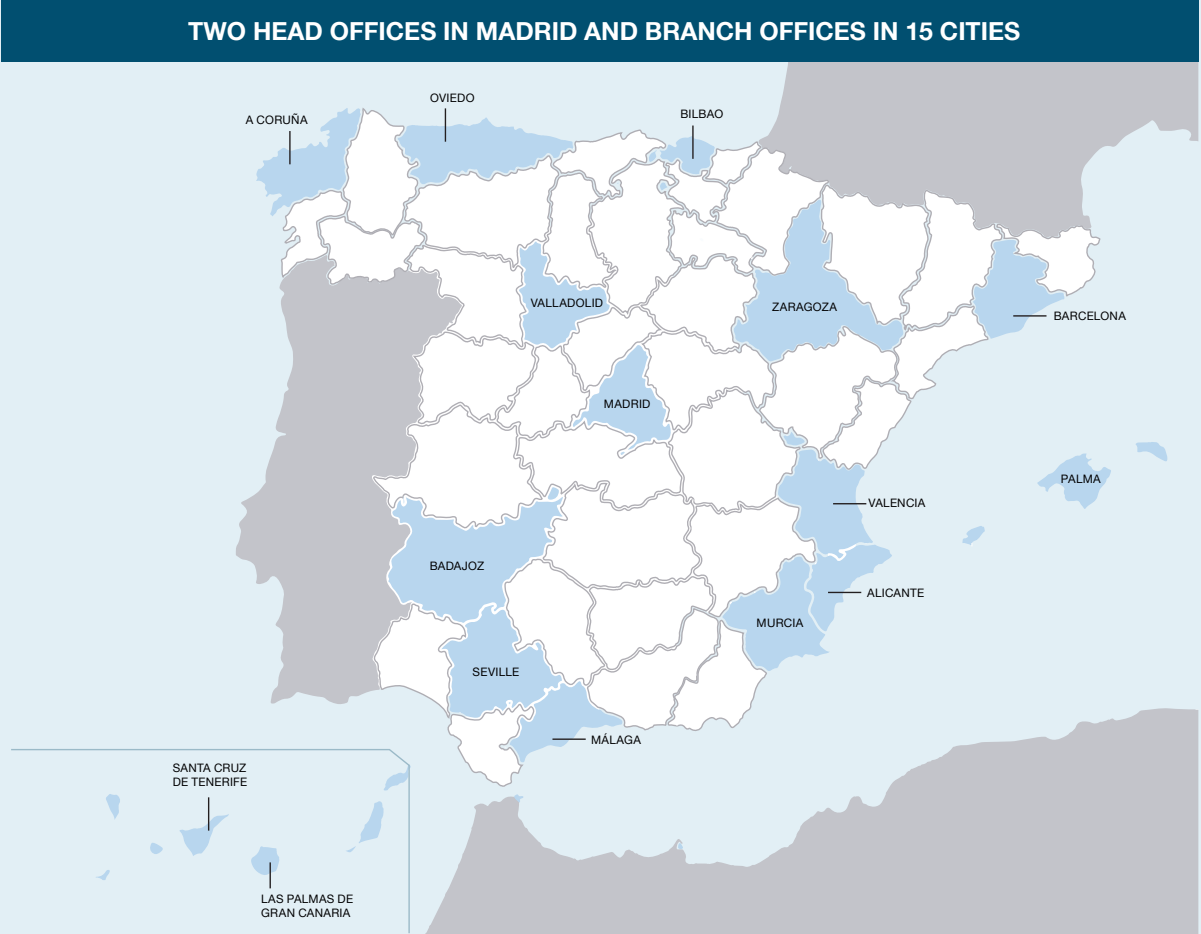 TWO HEAD OFFICES IN MADRID AND BRANCH OFFICES IN 15 CITIES
OVIEDO
A CORUÑA
BILBAO
VALLADOLID
ZARAGOZA
BARCELONA
MADRID
PALMA
VALENCIA
BADAJOZ
ALICANTE
MURCIA
SEVILLE
MÁLAGA
SANTA CRUZ
DE TENERIFE
LAS PALMAS DE
GRAN CANARIA